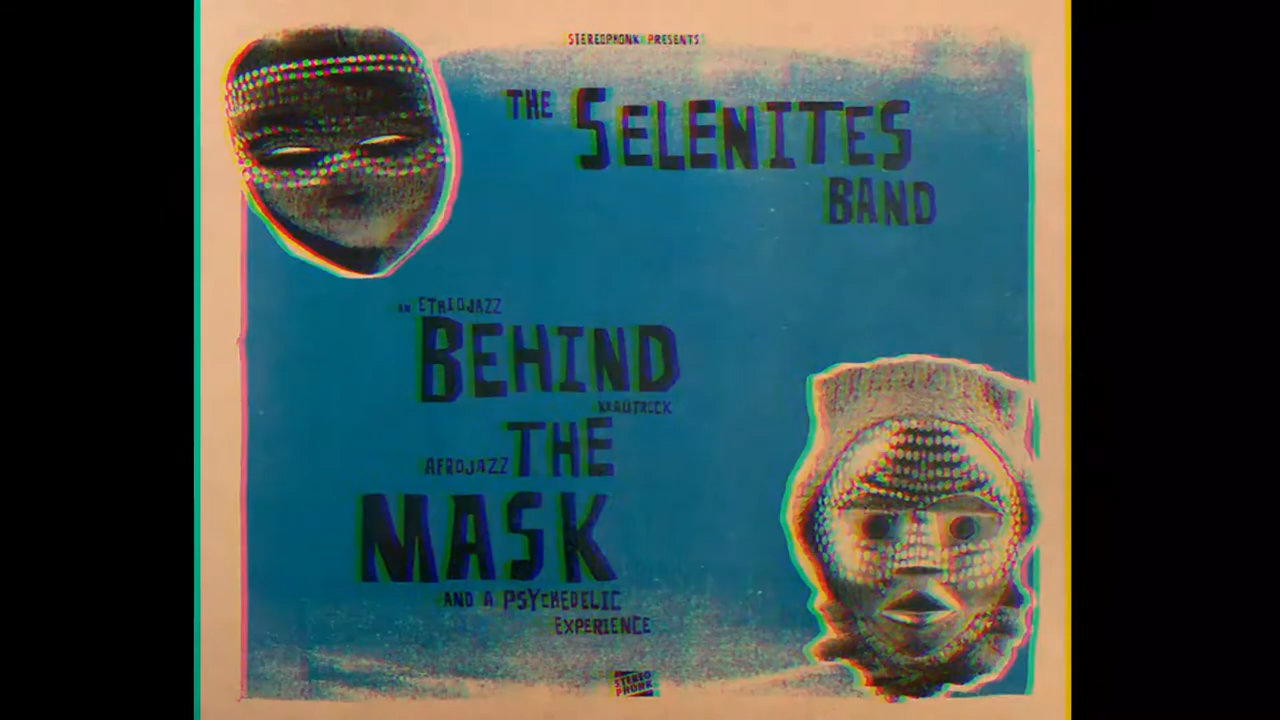 STEREOPHONK PRESENTS
THE SELENITES
BAND
AN ETHIOJAZZ
BEHIND
KRAUTROCK
AFROJAZZ THE
MASK
AND A PSYCHEDELIC
EXPERIENCE
STEREO
PHONK